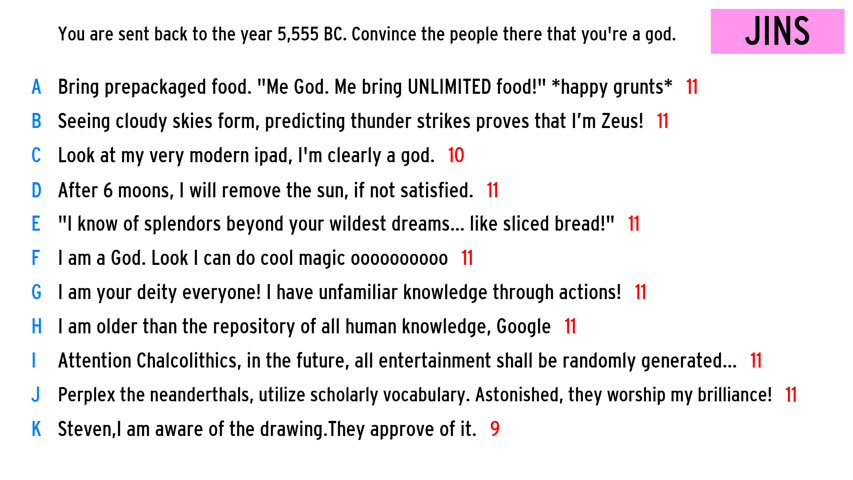 You are sent back to the year 5,555 BC. Convince the people there that you're a god.
JINS
A Bring prepackaged food. "Me God. Me bring UNLIMITED food!" *happy grunts* 11
B Seeing cloudy skies form, predicting thunder strikes proves that I'm Zeus! 11
C Look at my very modern ipad, I'm clearly a god. 10
D After 6 moons, I will remove the sun, if not satisfied. 11
E "I know of splendors beyond your wildest dreams... like sliced bread!" 11
F I am a God. Look I can do cool magic oooooooooo 11
G I am your deity everyone! I have unfamiliar knowledge through actions! 11
H I am older than the repository of all human knowledge, Google 11
I Attention Chalcolithics, in the future, all entertainment shall be randomly generated... 11
J Perplex the neanderthals, utilize scholarly vocabulary. Astonished, they worship my brilliance! 11
K Steven,I am aware of the drawing.They approve of it. 9